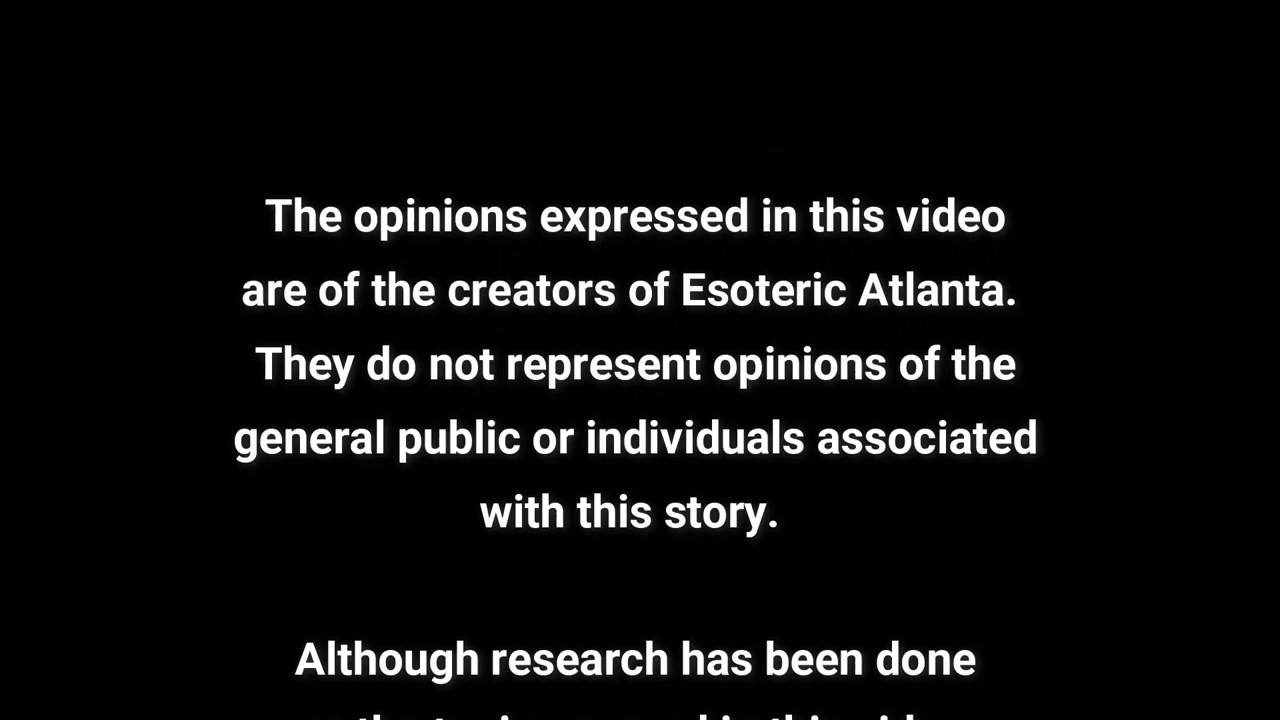 The opinions expressed in this video
are of the creators of Esoteric Atlanta.
They do not represent opinions of the
general public or individuals associated
with this story.
Although research has been done